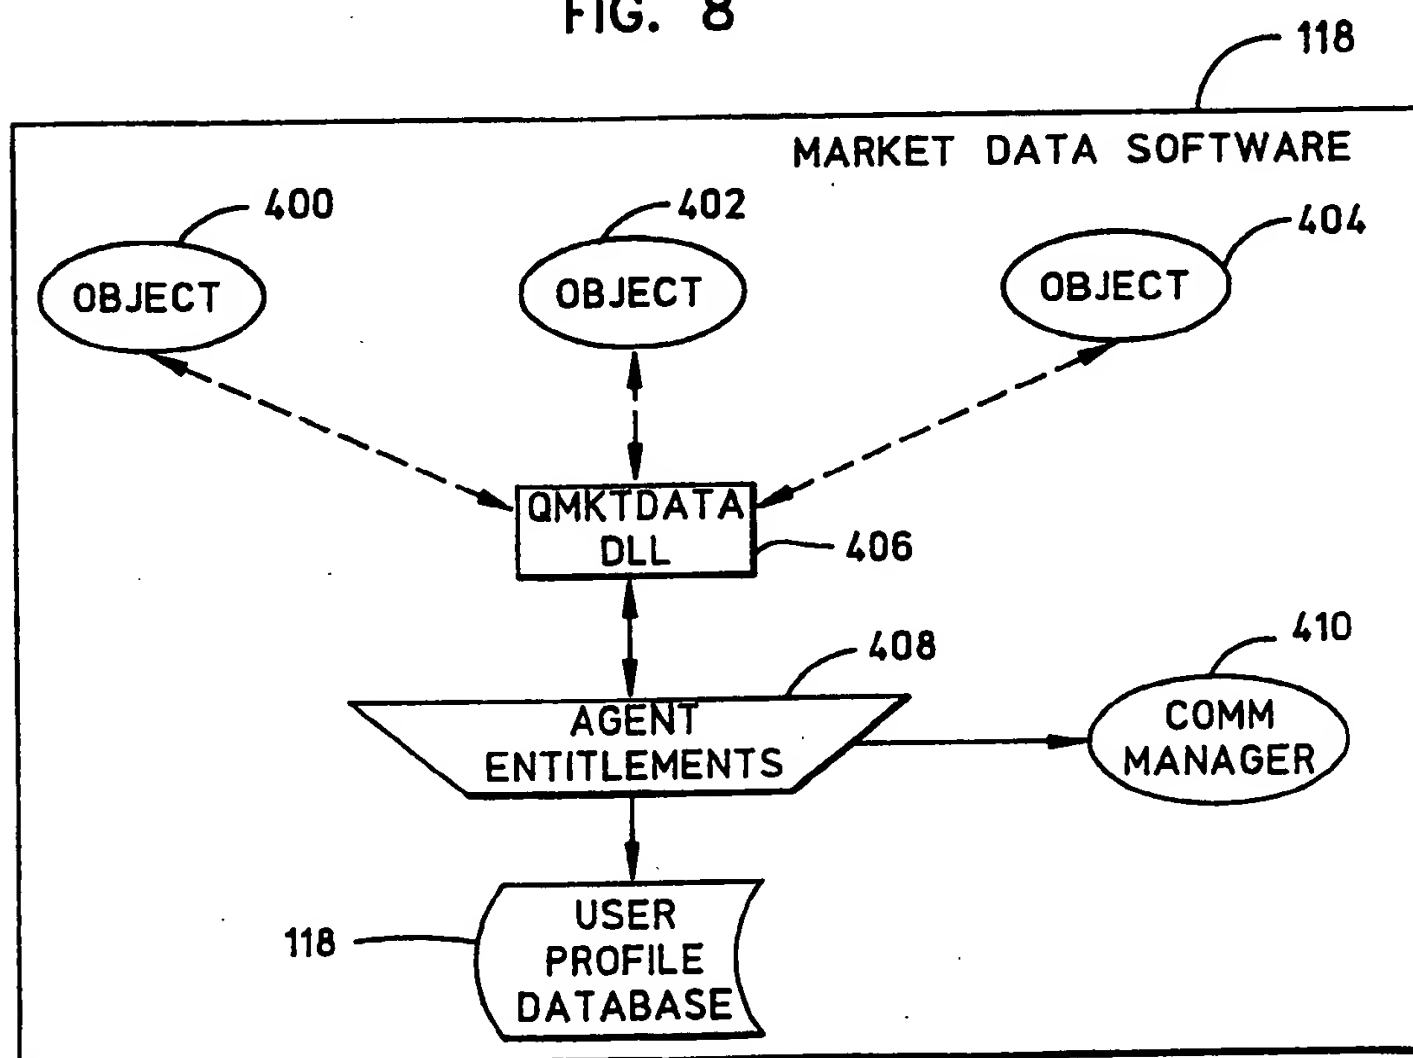 FIG. 8
118
MARKET DATA SOFTWARE
400
402
404
OBJECT
OBJECT
OBJECT
QMKTDATA
DLL
406
408
410
AGENT
ENTITLEMENTS
COMM
MANAGER
118
USER
PROFILE
DATABASE